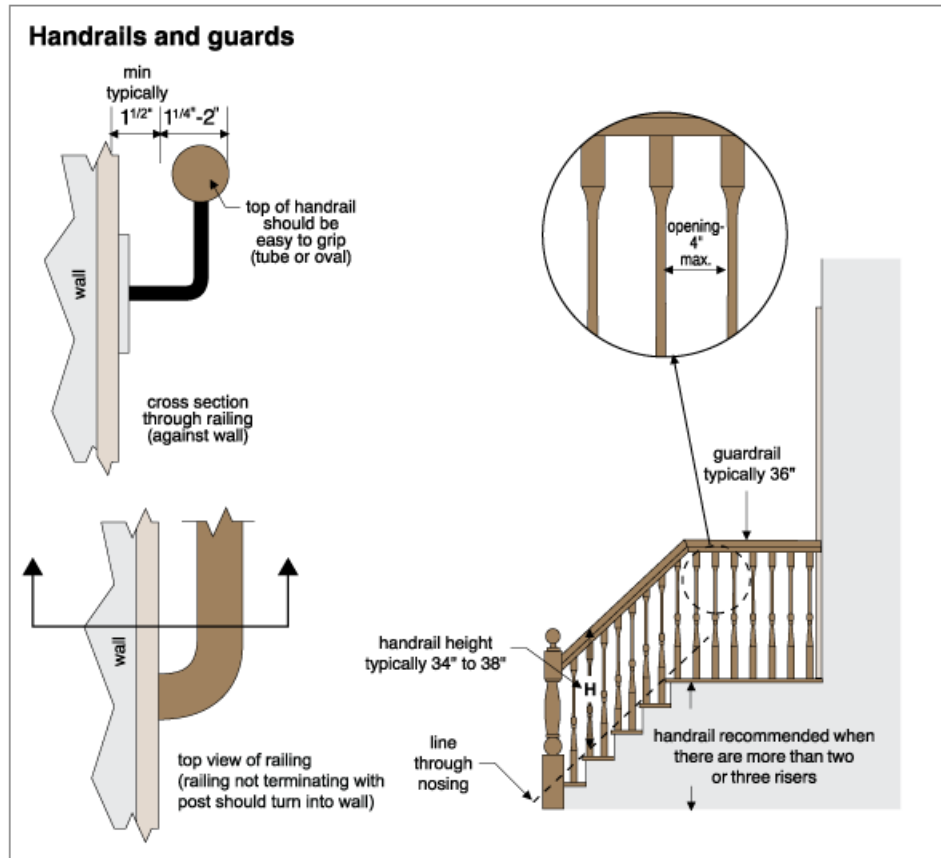 Handrails and guards
min
typically
1 1/2"
1 1/4"-2"
top of handrail
should be
easy to grip
(tube or oval)
wall
cross section
through railing
(against wall)
opening-
4"
max.
guardrail
typically 36"
handrail height
typically 34" to 38"
H
wall
line
through
nosing
handrail recommended when
there are more than two
or three risers
top view of railing
(railing not terminating with
post should turn into wall)